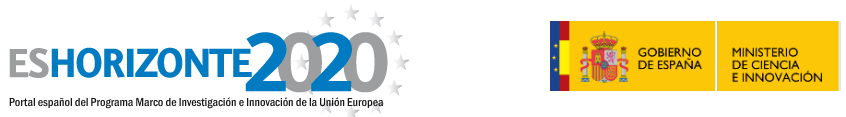 ESHORIZONTE2020
Portal español del Programa Marco de Investigación e Innovación de la Unión Europea
GOBIERNO
DE ESPAÑA
MINISTERIO
DE CIENCIA
E INNOVACIÓN